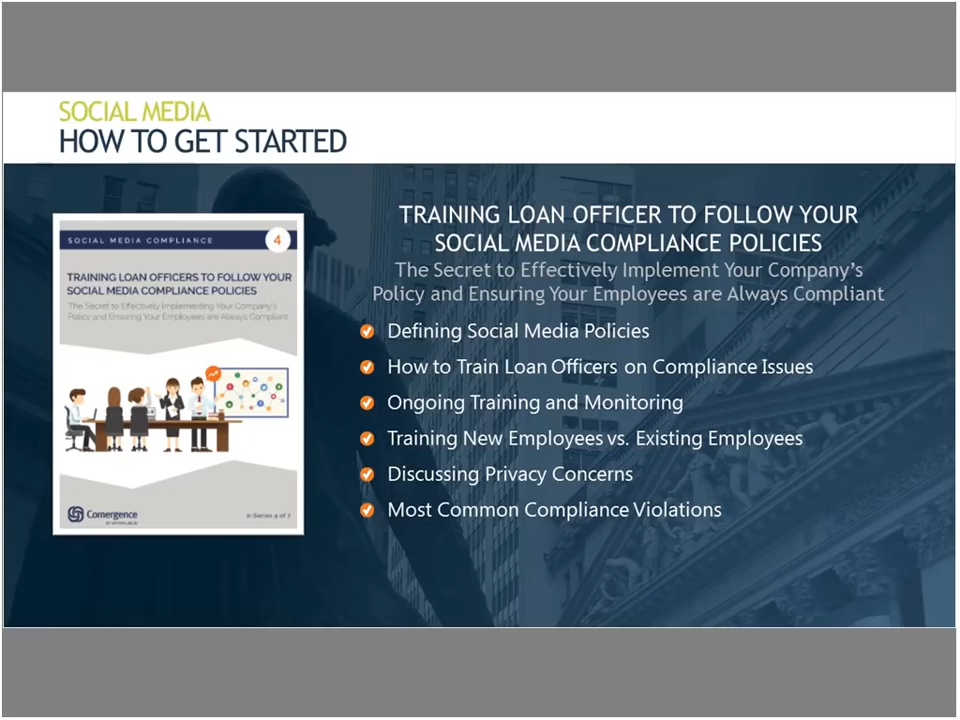 SOCIAL MEDIA
HOW TO GET STARTED
SOCIAL MEDIA COMPLIANCE
4
TRAINING LOAN OFFICERS TO FOLLOW YOUR
SOCIAL MEDIA COMPLIANCE POLICIES
The Secret to Effectively Implementing Your Company's
Policy and Ensuring Your Employees are Always Compliant
Comergence
e-Series 4 of 7
TRAINING LOAN OFFICER TO FOLLOW YOUR
SOCIAL MEDIA COMPLIANCE POLICIES
The Secret to Effectively Implement Your Company's
Policy and Ensuring Your Employees are Always Compliant
Defining Social Media Policies
How to Train Loan Officers on Compliance Issues
Ongoing Training and Monitoring
Training New Employees vs. Existing Employees
Discussing Privacy Concerns
Most Common Compliance Violations